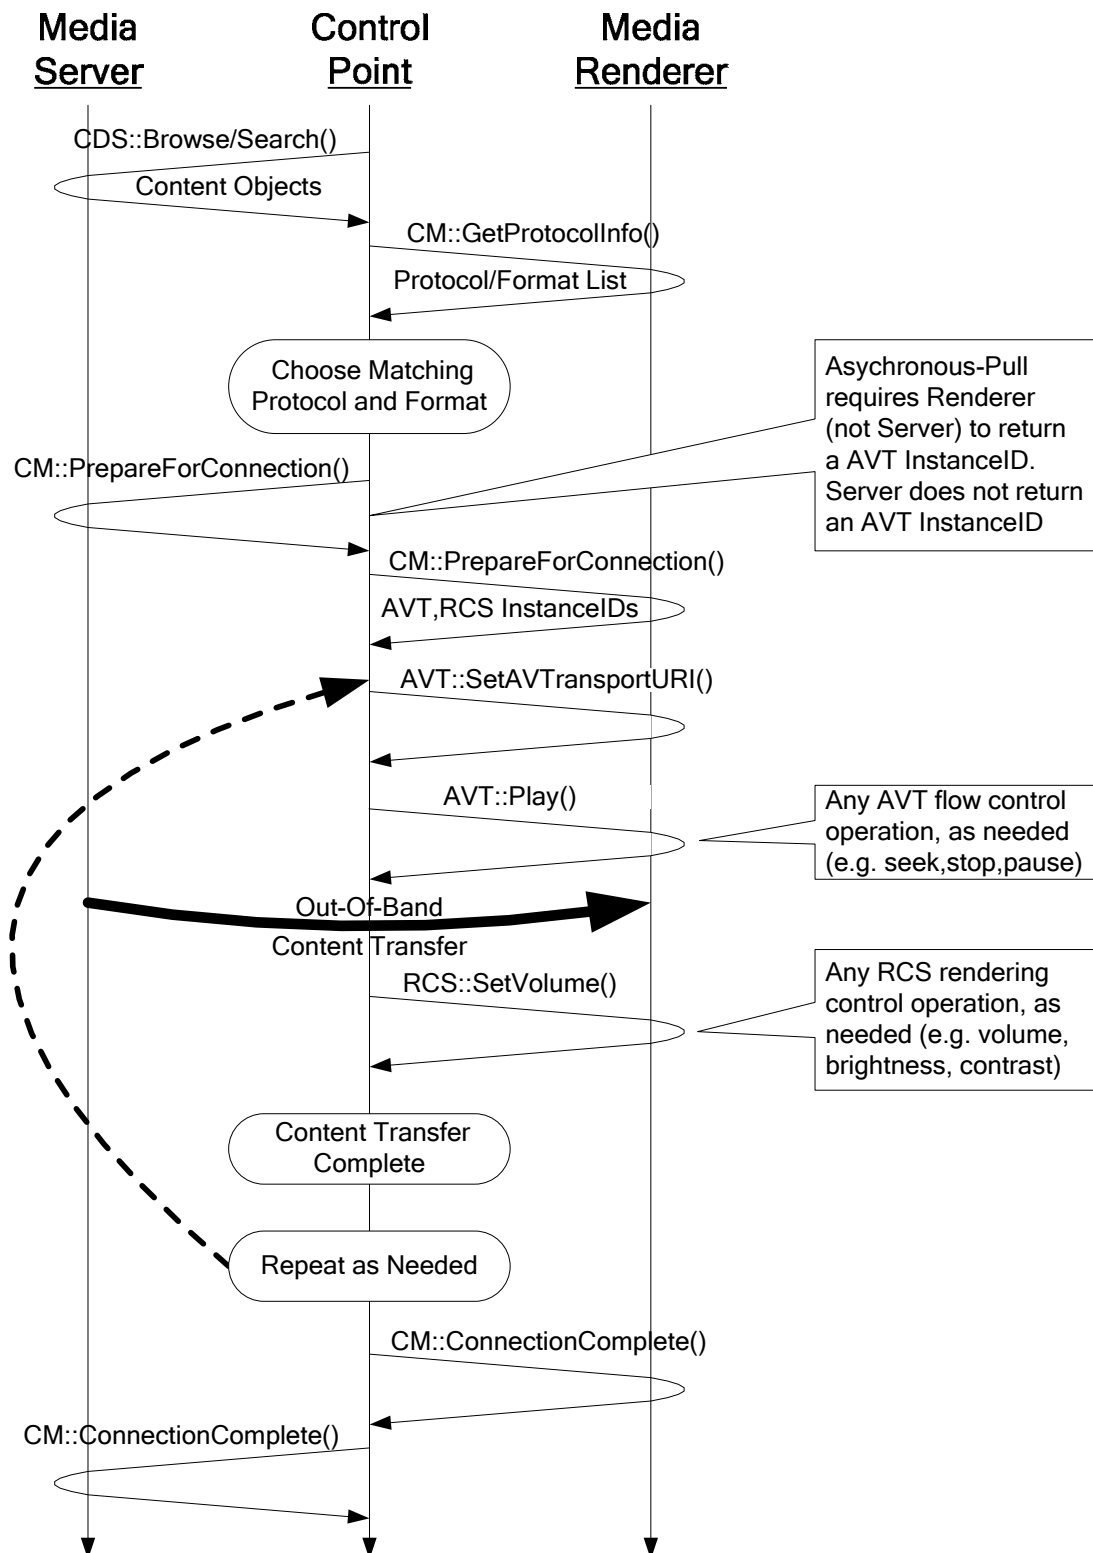 Media
Server
Control
Point
Media
Renderer
CDS::Browse/Search()
Content Objects
CM::GetProtocolInfo()
Protocol/Format List
Choose Matching
Protocol and Format
Asychronous-Pull
requires Renderer
(not Server) to return
a AVT InstanceID.
Server does not return
an AVT InstanceID
CM::PrepareForConnection()
CM::PrepareForConnection()
AVT,RCS InstanceIDs
AVT::SetAVTransportURI()
AVT::Play()
Any AVT flow control
operation, as needed
(e.g. seek,stop,pause)
Out-Of-Band
Content Transfer
RCS::SetVolume()
Any RCS rendering
control operation, as
needed (e.g. volume,
brightness, contrast)
Content Transfer
Complete
Repeat as Needed
CM::ConnectionComplete()
CM::ConnectionComplete()